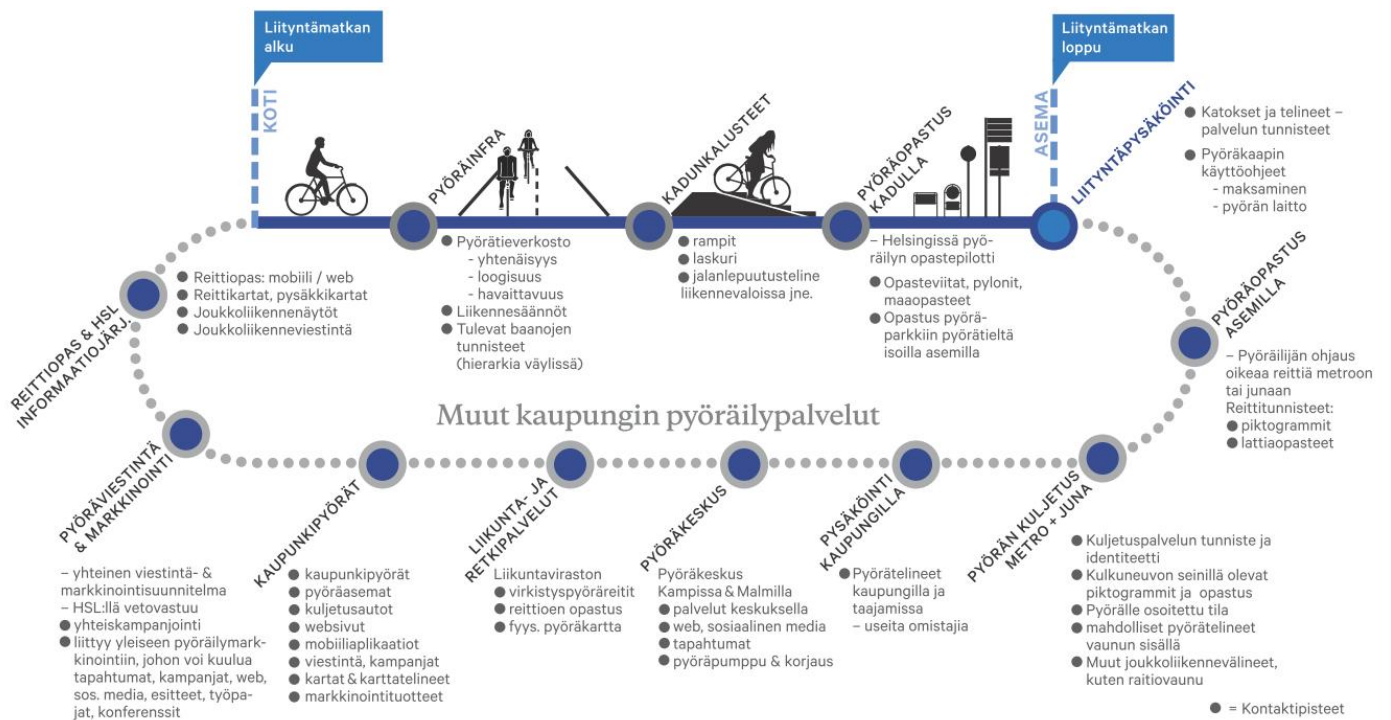 Liityntämatkan
alku
Liityntämatkan
loppu
KOTI
PYÖRÄINFRA
KADUNKALUSTEET
PYÖRÄOPASTUS
KADULLA
ASEMA
LIITYNTÄPYSÄKÖINTI
● Katokset ja telineet –
palvelun tunnisteet
● Pyöräkaapin
käyttöohjeet
- maksaminen
- pyörän laitto
● Reittiopas: mobiili / web
● Reittikartat, pysäkkikartat
● Joukkoliikennenäytöt
● Joukkoliikenneviestintä
● Pyörätieverkosto
- yhtenäisyys
- loogisuus
- havaittavuus
● Liikennesäännöt
● Tulevat baanojen
tunnisteet
(hierarkia väylissä)
● rampit
● laskuri
● jalanlepuutusteline
liikennevaloissa jne.
– Helsingissä pyö-
räilyn opastepilotti
● Opasteviitat, pylonit,
maaopasteet
● Opastus pyörä-
parkkiin pyörätieltä
isoilla asemilla
PYÖRÄOPASTUS
ASEMILLA
– Pyöräilijän ohjaus
oikeaa reittiä metroon
tai junaan
Reittitunnisteet:
● piktogrammit
● lattiaopasteet
REITTIOPAS & HSL
INFORMAATIOJÄRJ.
Muut kaupungin pyöräilypalvelut
PYÖRÄVIESTINTÄ
& MARKKINOINTI
– yhteinen viestintä- &
markkinointisuunnitelma
– HSL:llä vetovastuu
● yhteiskampanjointi
● liittyy yleiseen pyöräilymark-
kinointiin, johon voi kuulua
tapahtumat, kampanjat, web,
sos. media, esitteet, työpa-
jat, konferenssit
KAUPUNKIPYÖRÄT
● kaupunkipyörät
● pyöräasemat
● kuljetusautot
● websivut
● mobiiliaplikaatiot
● viestintä, kampanjat
● kartat & karttatelineet
● markkinointituotteet
LIIKUNTA- JA
RETKIPALVELUT
Liikuntaviraston
● virkistyspyöräreitit
● reittioen opastus
● fyys. pyöräkartta
PYÖRÄKESKUS
Pyöräkeskus
Kampissa & Malmilla
● palvelut keskuksella
● web, sosiaalinen media
● tapahtumat
● pyöräpumppu & korjaus
PYSÄKÖINTI
KAUPUNGILLA
● Pyörätelineet
kaupungilla ja
taajamissa
– useita omistajia
PYÖRÄN KULJETUS
METRO + JUNA
● Kuljetuspalvelun tunniste ja
identiteetti
● Kulkuneuvon seinillä olevat
piktogrammit ja opastus
● Pyörälle osoitettu tila
● mahdolliset pyörätelineet
vaunun sisällä
● Muut joukkoliikennevälineet,
kuten raitiovaunu
● = Kontaktipisteet